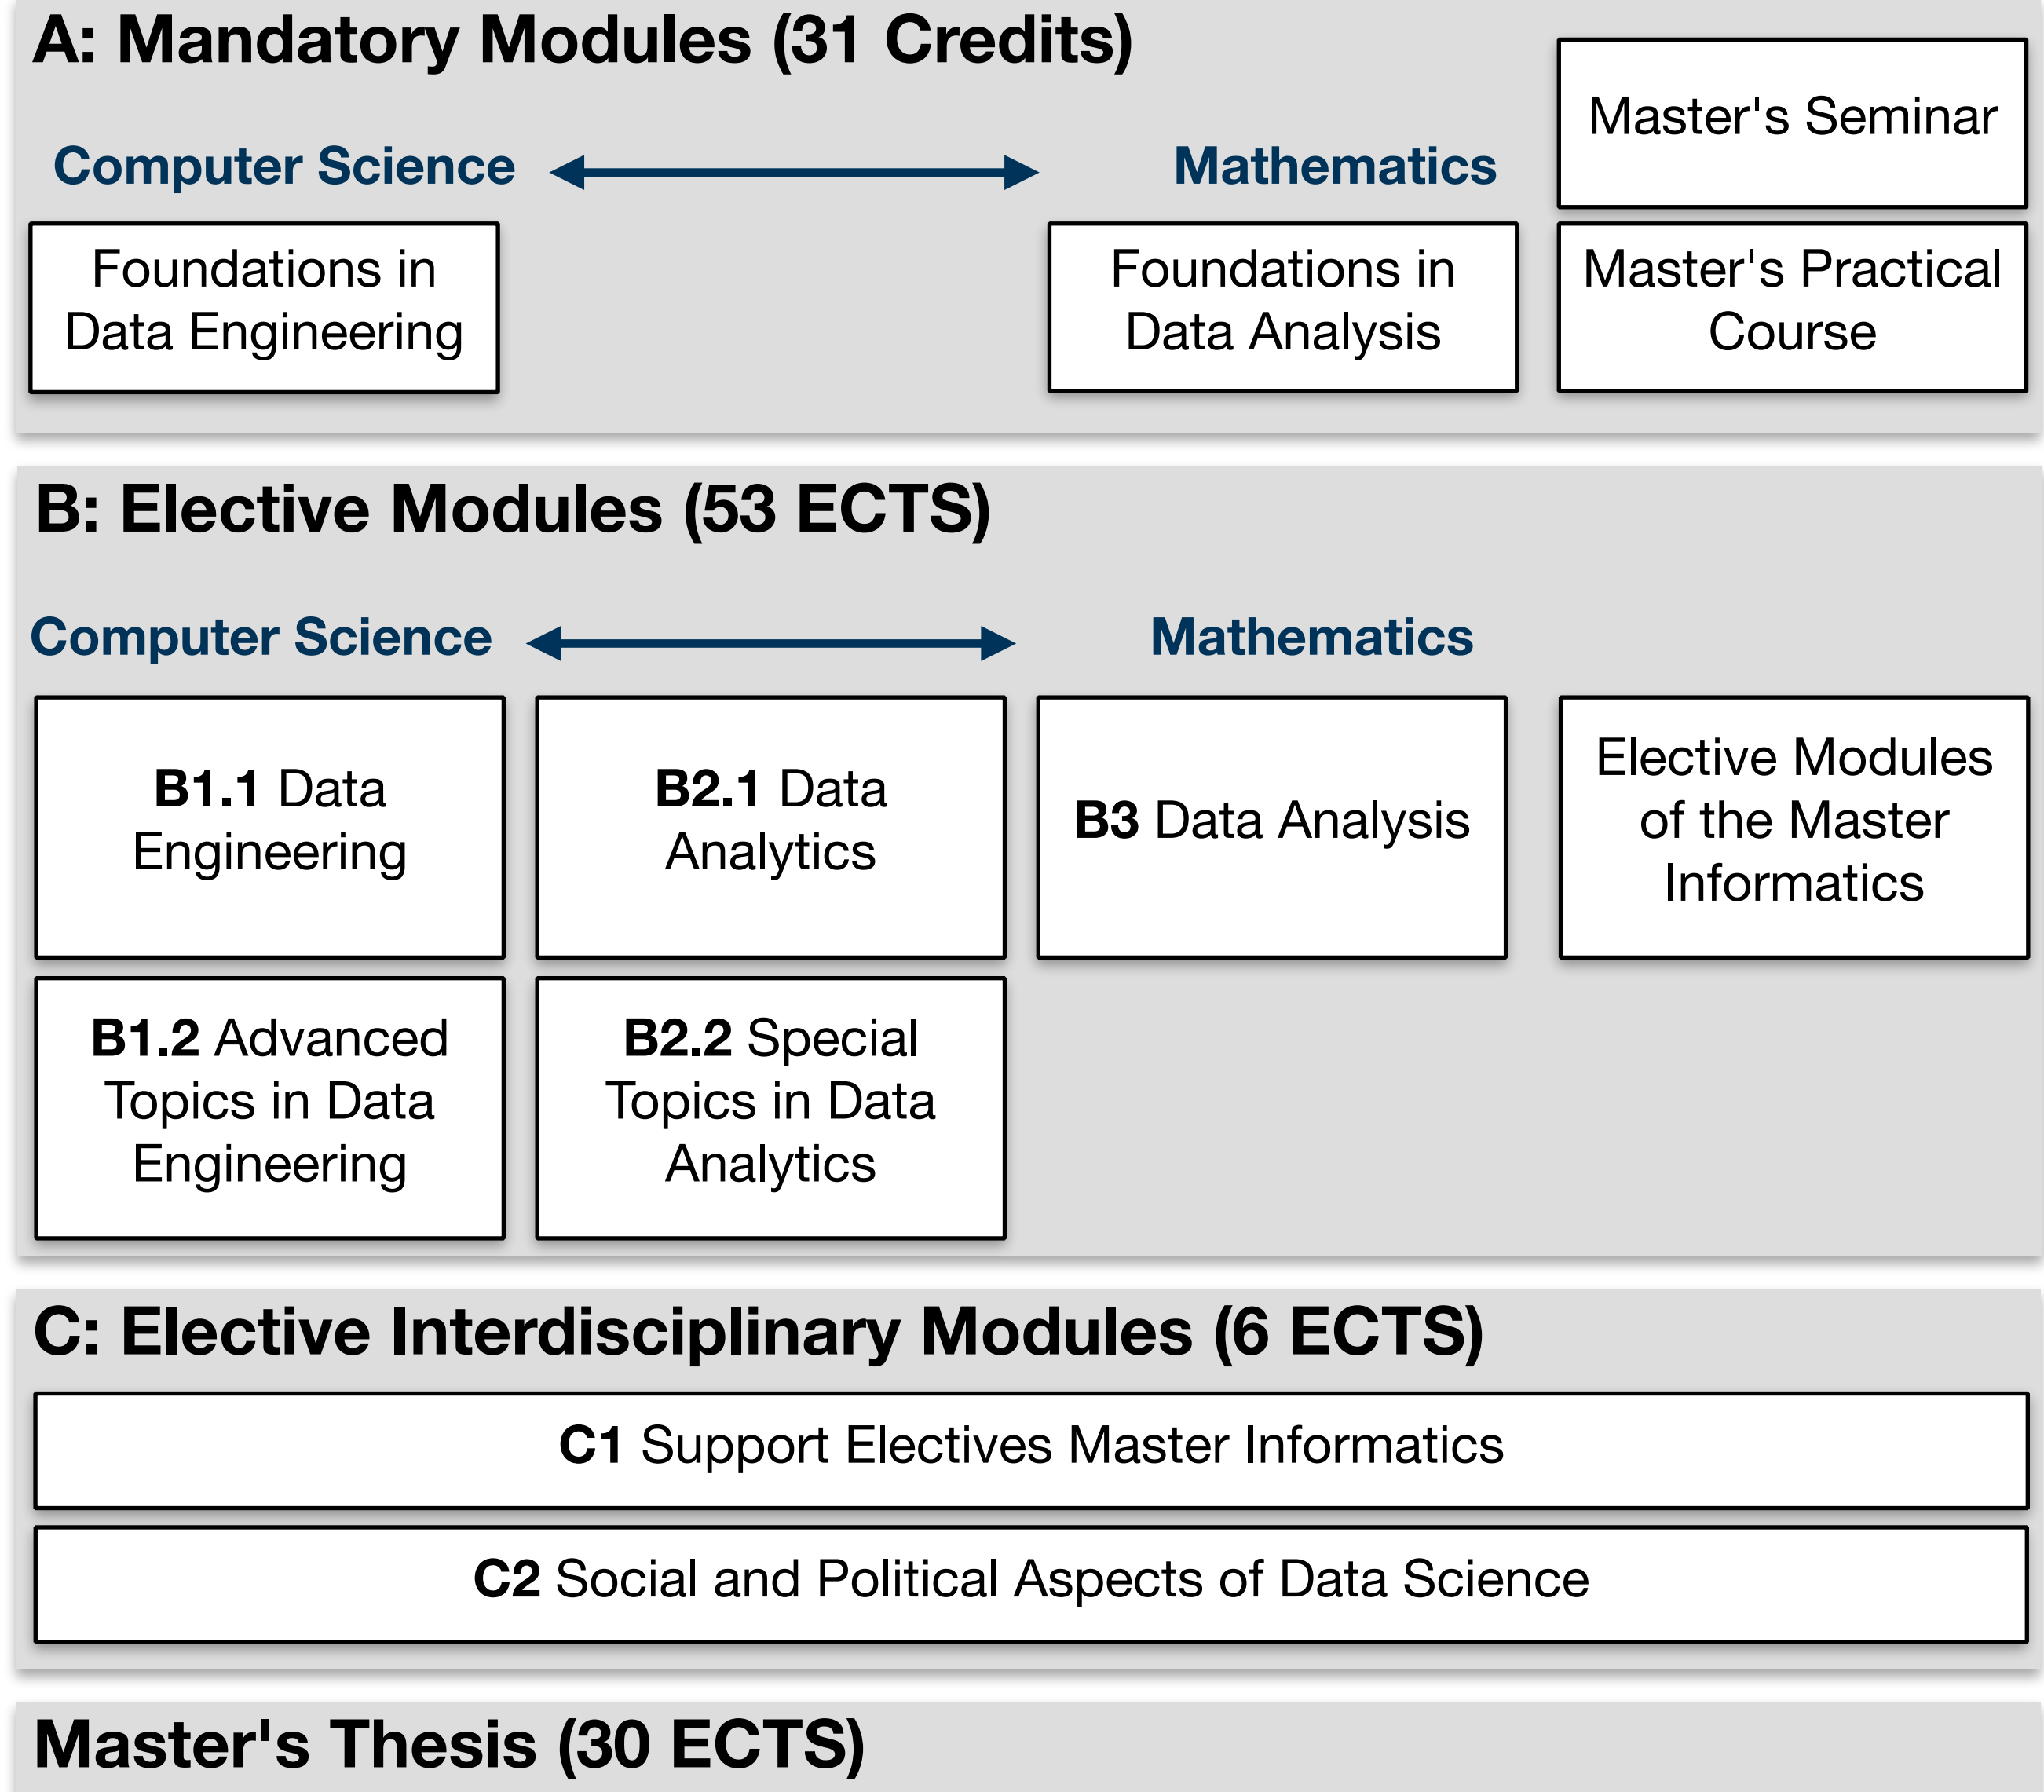 A: Mandatory Modules (31 Credits)
Master's Seminar
Computer Science
Mathematics
Foundations in
Data Engineering
Foundations in
Data Analysis
Master's Practical
Course
B: Elective Modules (53 ECTS)
Computer Science
Mathematics
B1.1 Data
Engineering
B2.1 Data
Analytics
B3 Data Analysis
Elective Modules
of the Master
Informatics
B1.2 Advanced
Topics in Data
Engineering
B2.2 Special
Topics in Data
Analytics
C: Elective Interdisciplinary Modules (6 ECTS)
C1 Support Electives Master Informatics
C2 Social and Political Aspects of Data Science
Master's Thesis (30 ECTS)